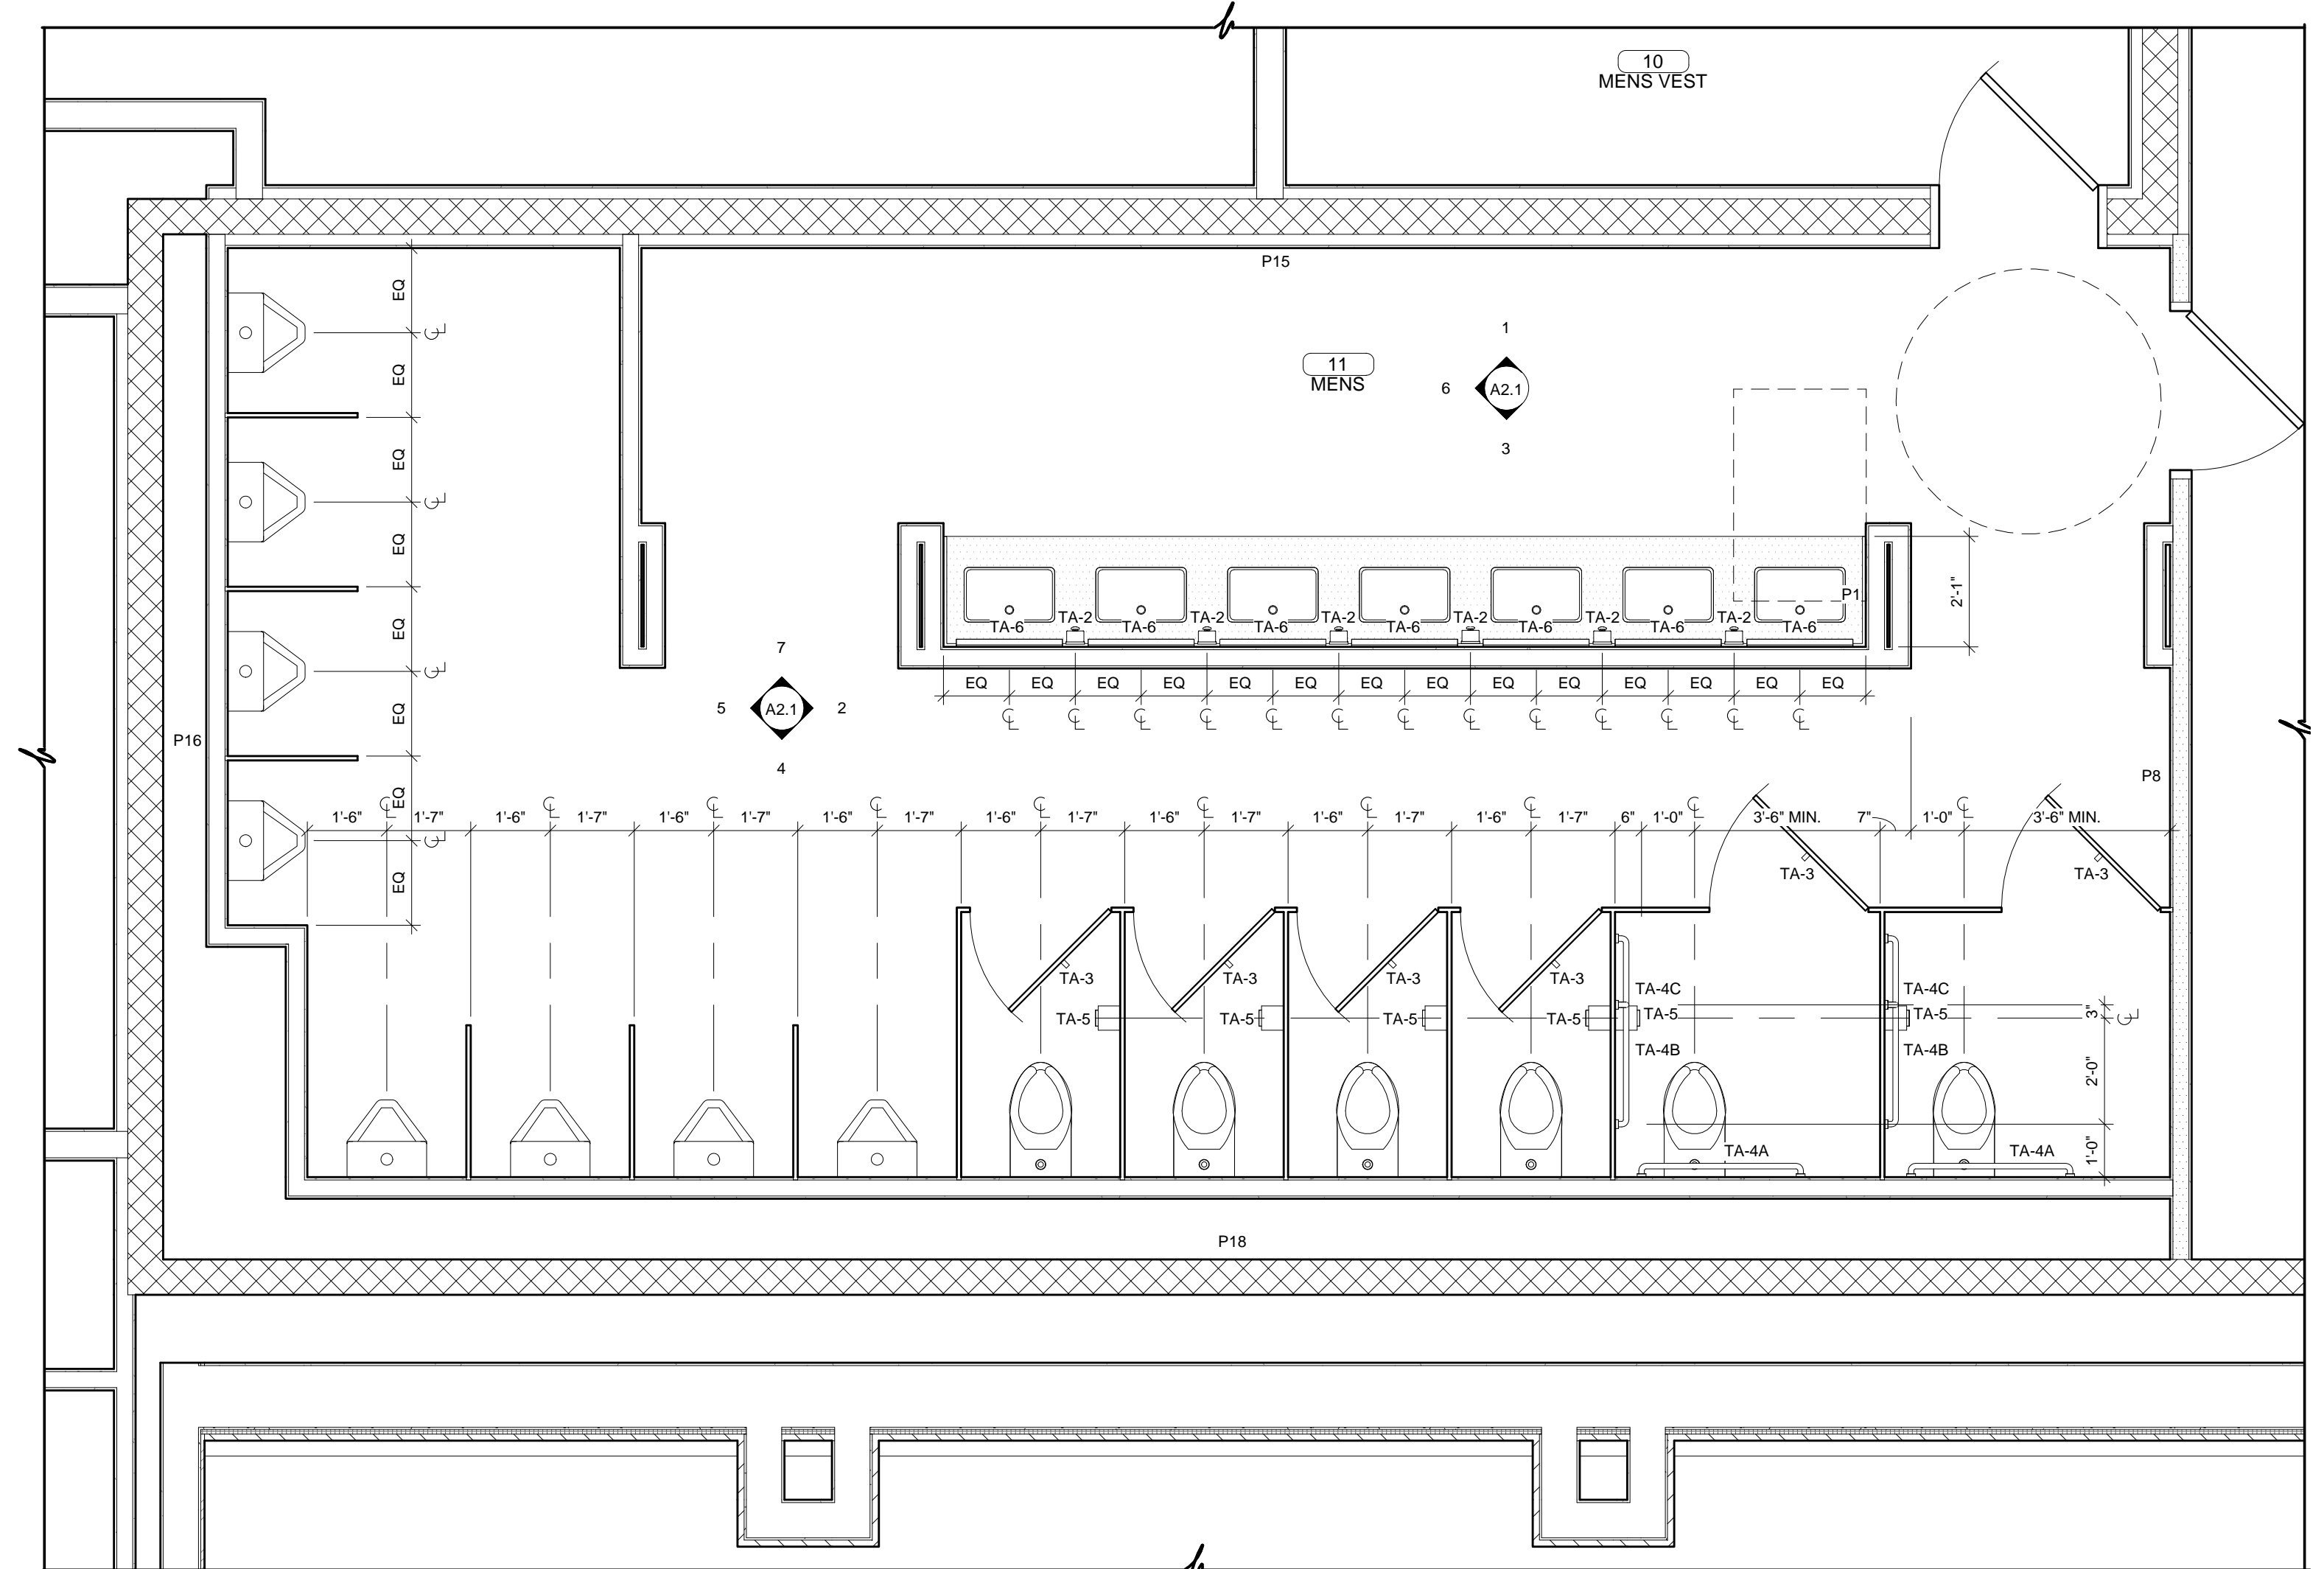 10
MENS VEST
P15
EQ
EQ
EQ
EQ
EQ
EQ
EQ
EQ
1
11
MENS
6
A2.1
3
P1
2'-1"
TA-2 TA-2 TA-2 TA-2 TA-2 TA-2
TA-6 TA-6 TA-6 TA-6 TA-6 TA-6 TA-6
EQ EQ EQ EQ EQ EQ EQ EQ EQ EQ EQ EQ EQ EQ
℄ ℄ ℄ ℄ ℄ ℄ ℄ ℄ ℄ ℄ ℄ ℄ ℄
7
5
A2.1
2
4
P16
P8
℄ ℄ ℄ ℄
℄ ℄ ℄ ℄ ℄ ℄ ℄ ℄ ℄ ℄
1'-6" 1'-7" 1'-6" 1'-7" 1'-6" 1'-7" 1'-6" 1'-7" 1'-6" 1'-7" 1'-6" 1'-7" 1'-6" 1'-7" 1'-6" 1'-7" 6" 1'-0" 3'-6" MIN. 7" 1'-0" 3'-6" MIN.
TA-3 TA-3
TA-3 TA-3 TA-3 TA-3
TA-4C TA-4C
TA-5 TA-5
TA-5 TA-5 TA-5 TA-5
℄
3"
TA-4B TA-4B
2'-0"
TA-4A TA-4A
1'-0"
P18